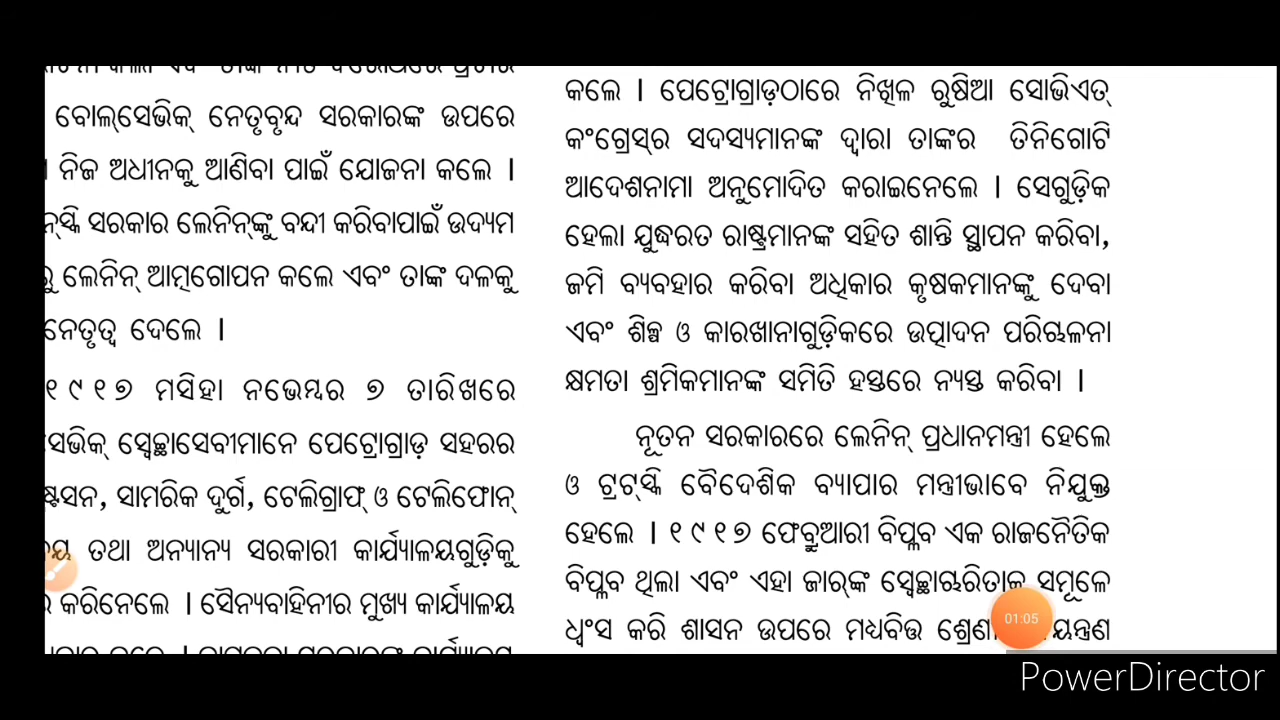 ବୋଲ୍‌ସେଭିକ୍ ନେତୃବୃନ୍ଦ ସରକାରଙ୍କ ଉପରେ
ନିଜ ଅଧୀନକୁ ଆଣିବା ପାଇଁ ଯୋଜନା କଲେ ।
ସରକାର ଲେନିନ୍‌ଙ୍କୁ ବନ୍ଦୀ କରିବାପାଇଁ ଉଦ୍ୟମ
ଲେନିନ୍ ଆତ୍ମଗୋପନ କଲେ ଏବଂ ତାଙ୍କ ଦଳକୁ
ନେତୃତ୍ୱ ଦେଲେ ।
୧୯୧୭ ମସିହା ନଭେମ୍ବର ୭ ତାରିଖରେ
ସ୍ୱେଚ୍ଛାସେବୀମାନେ ପେଟ୍ରୋଗ୍ରାଡ଼ ସହରର
ସାମରିକ ଦୁର୍ଗ, ଟେଲିଗ୍ରାଫ୍ ଓ ଟେଲିଫୋନ୍
ତଥା ଅନ୍ୟାନ୍ୟ ସରକାରୀ କାର୍ଯ୍ୟାଳୟଗୁଡ଼ିକୁ
କରିନେଲେ । ସୈନ୍ୟବାହିନୀର ମୁଖ୍ୟ କାର୍ଯ୍ୟାଳୟ
କଲେ । ପେଟ୍ରୋଗ୍ରାଡ଼ଠାରେ ନିଖିଳ ରୁଷିଆ ସୋଭିଏତ୍
କଂଗ୍ରେସ୍‌ର ସଦସ୍ୟମାନଙ୍କ ଦ୍ୱାରା ତାଙ୍କର ତିନିଗୋଟି
ଆଦେଶନାମା ଅନୁମୋଦିତ କରାଇନେଲେ । ସେଗୁଡ଼ିକ
ହେଲା ଯୁଦ୍ଧରତ ରାଷ୍ଟ୍ରମାନଙ୍କ ସହିତ ଶାନ୍ତି ସ୍ଥାପନ କରିବା,
ଜମି ବ୍ୟବହାର କରିବା ଅଧିକାର କୃଷକମାନଙ୍କୁ ଦେବା
ଏବଂ ଶିଳ୍ପ ଓ କାରଖାନାଗୁଡ଼ିକରେ ଉତ୍ପାଦନ ପରିଚାଳନା
କ୍ଷମତା ଶ୍ରମିକମାନଙ୍କ ସମିତି ହସ୍ତରେ ନ୍ୟସ୍ତ କରିବା ।
ନୂତନ ସରକାରରେ ଲେନିନ୍ ପ୍ରଧାନମନ୍ତ୍ରୀ ହେଲେ
ଓ ଟ୍ରଟ୍‌ସ୍କି ବୈଦେଶିକ ବ୍ୟାପାର ମନ୍ତ୍ରୀଭାବେ ନିଯୁକ୍ତ
ହେଲେ । ୧୯୧୭ ଫେବ୍ରୁଆରୀ ବିପ୍ଳବ ଏକ ରାଜନୈତିକ
ବିପ୍ଳବ ଥିଲା ଏବଂ ଏହା ଜାର୍‌ଙ୍କ ସ୍ୱେଚ୍ଛାଚାରିତାକୁ ସମୂଳେ
ଧ୍ୱଂସ କରି ଶାସନ ଉପରେ ମଧ୍ୟବିତ୍ତ
01:05
PowerDirector